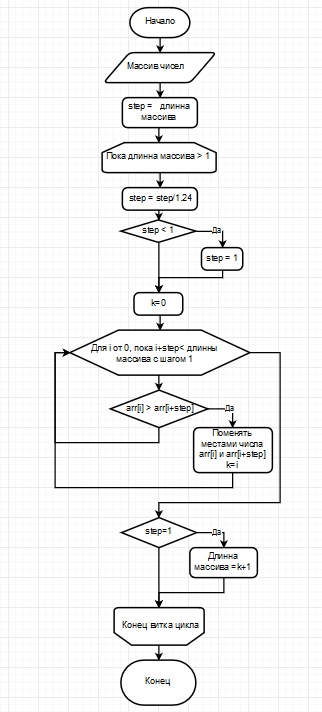 Начало
Массив чисел
step = длинна
массива
Пока длинна массива > 1
step = step/1.24
step < 1
Да
step = 1
k=0
Для i от 0, пока i+step< длинны
массива с шагом 1
arr[i] > arr[i+step]
Да
Поменять
местами числа
arr[i] и arr[i+step]
k=i
step=1
Да
Длинна
массива =k+1
Конец витка цикла
Конец